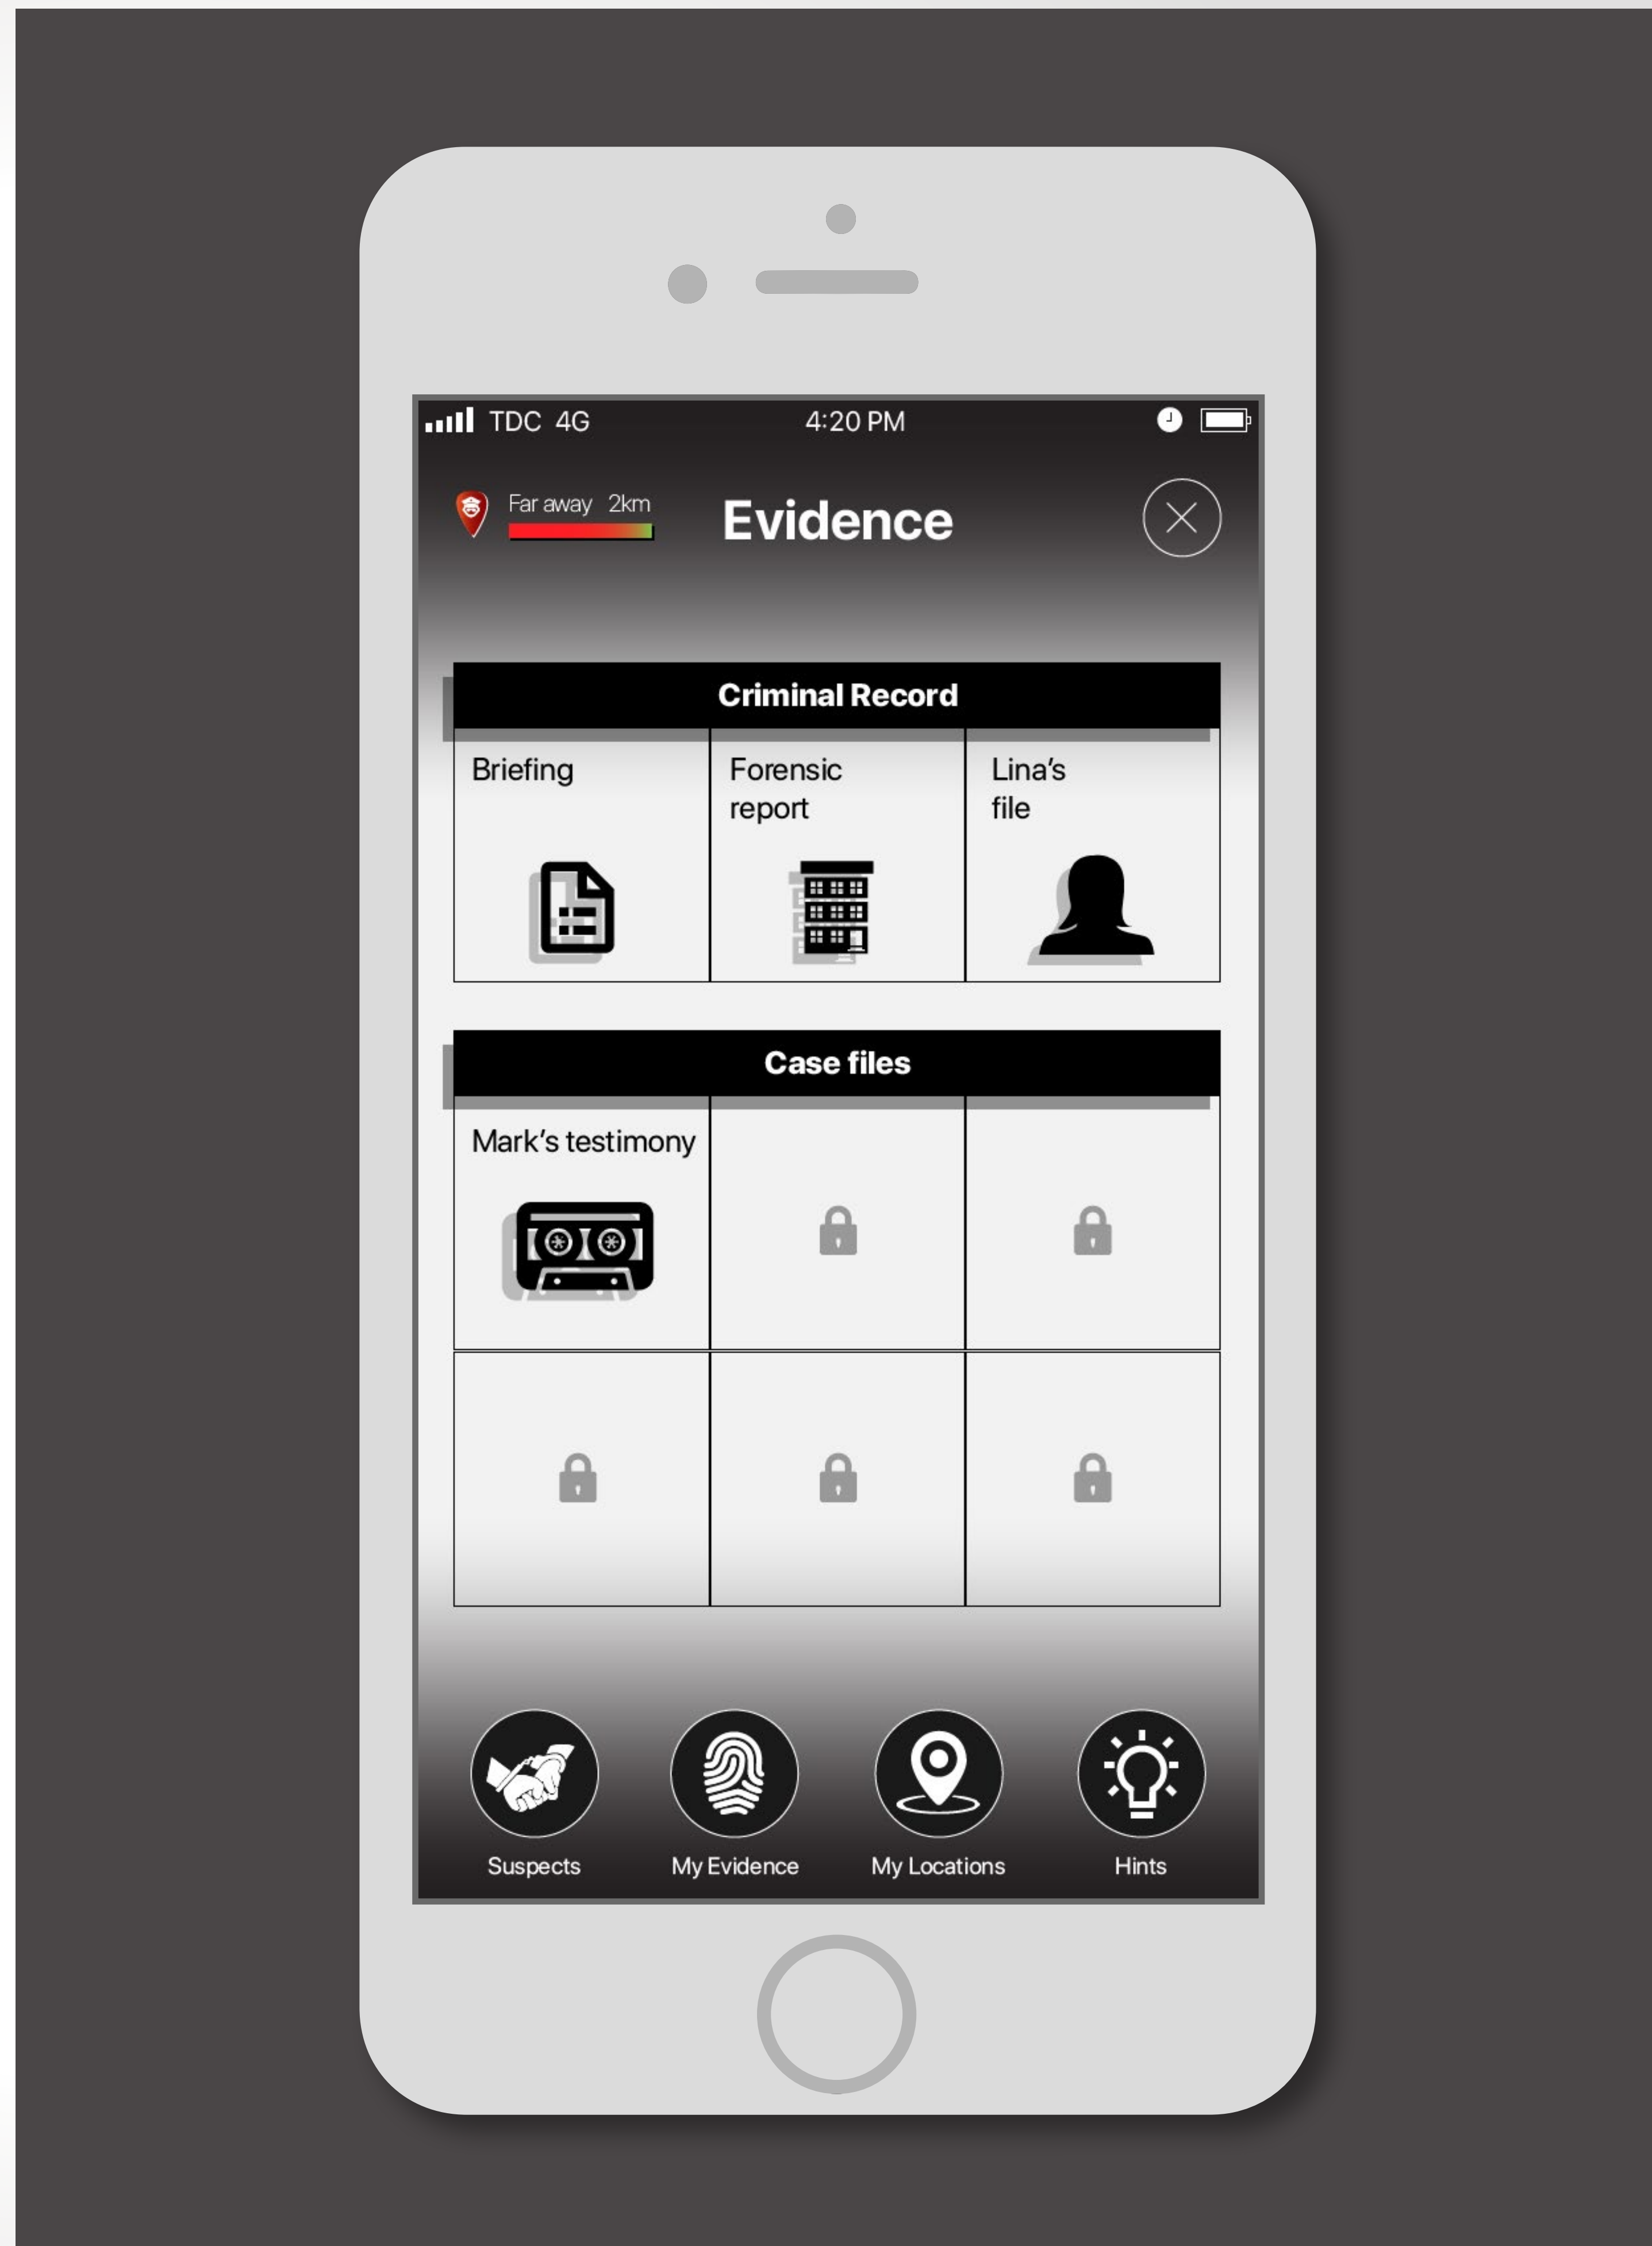 TDC 4G
4:20 PM
Far away 2km
Evidence
Criminal Record
Briefing
Forensic
report
Lina’s
file
Case files
Mark’s testimony
Suspects
My Evidence
My Locations
Hints